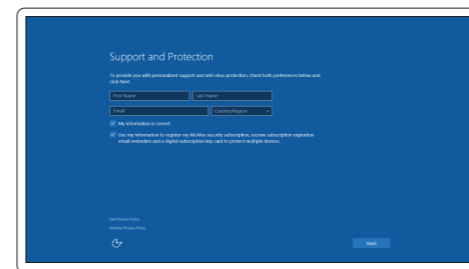 Support and Protection
To provide you with personalized support and anti-virus protection, check both preferences below and
click Next.
First Name
Last Name
Email
Country/Region
My information is correct.
Use my information to register my McAfee security subscription, receive subscription expiration
email reminders and a digital subscription key card to protect multiple devices.
Dell Privacy Policy
McAfee Privacy Policy
Next